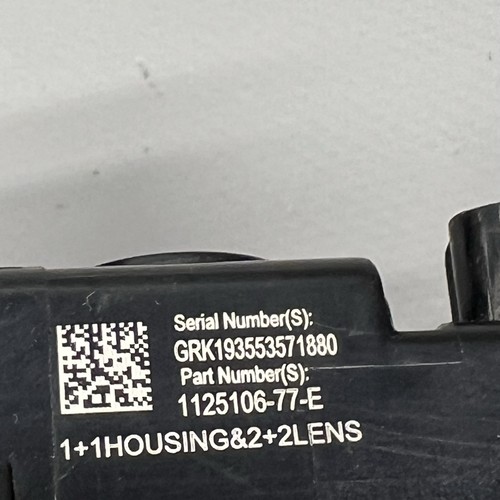 Serial Number(S):
GRK193553571880
Part Number(S):
1125106-77-E
1+1HOUSING&2+2LENS